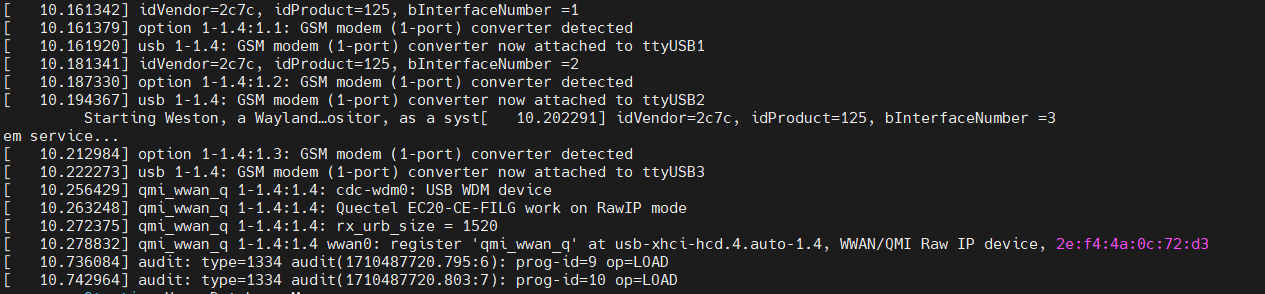 [   10.161342] idVendor=2c7c, idProduct=125, bInterfaceNumber =1
[   10.161379] option 1-1.4:1.1: GSM modem (1-port) converter detected
[   10.161920] usb 1-1.4: GSM modem (1-port) converter now attached to ttyUSB1
[   10.181341] idVendor=2c7c, idProduct=125, bInterfaceNumber =2
[   10.187330] option 1-1.4:1.2: GSM modem (1-port) converter detected
[   10.194367] usb 1-1.4: GSM modem (1-port) converter now attached to ttyUSB2
         Starting Weston, a Wayland…ositor, as a syst[   10.202291] idVendor=2c7c, idProduct=125, bInterfaceNumber =3
em service...
[   10.212984] option 1-1.4:1.3: GSM modem (1-port) converter detected
[   10.222273] usb 1-1.4: GSM modem (1-port) converter now attached to ttyUSB3
[   10.256429] qmi_wwan_q 1-1.4:1.4: cdc-wdm0: USB WDM device
[   10.263248] qmi_wwan_q 1-1.4:1.4: Quectel EC20-CE-FILG work on RawIP mode
[   10.272375] qmi_wwan_q 1-1.4:1.4: rx_urb_size = 1520
[   10.278832] qmi_wwan_q 1-1.4:1.4 wwan0: register 'qmi_wwan_q' at usb-xhci-hcd.4.auto-1.4, WWAN/QMI Raw IP device, 2e:f4:4a:0c:72:d3
[   10.736084] audit: type=1334 audit(1710487720.795:6): prog-id=9 op=LOAD
[   10.742964] audit: type=1334 audit(1710487720.803:7): prog-id=10 op=LOAD